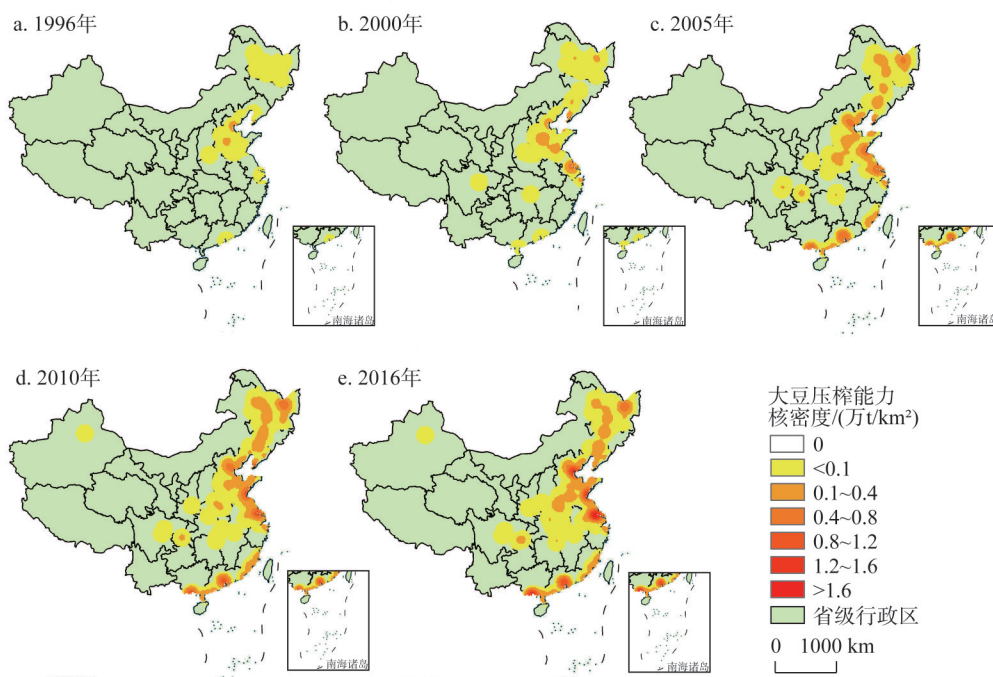 a. 1996年
b. 2000年
c. 2005年
南海诸岛
南海诸岛
南海诸岛
d. 2010年
e. 2016年
大豆压榨能力
核密度/(万t/km²)
0
<0.1
0.1~0.4
0.4~0.8
0.8~1.2
1.2~1.6
>1.6
省级行政区
0 1000 km
南海诸岛
南海诸岛